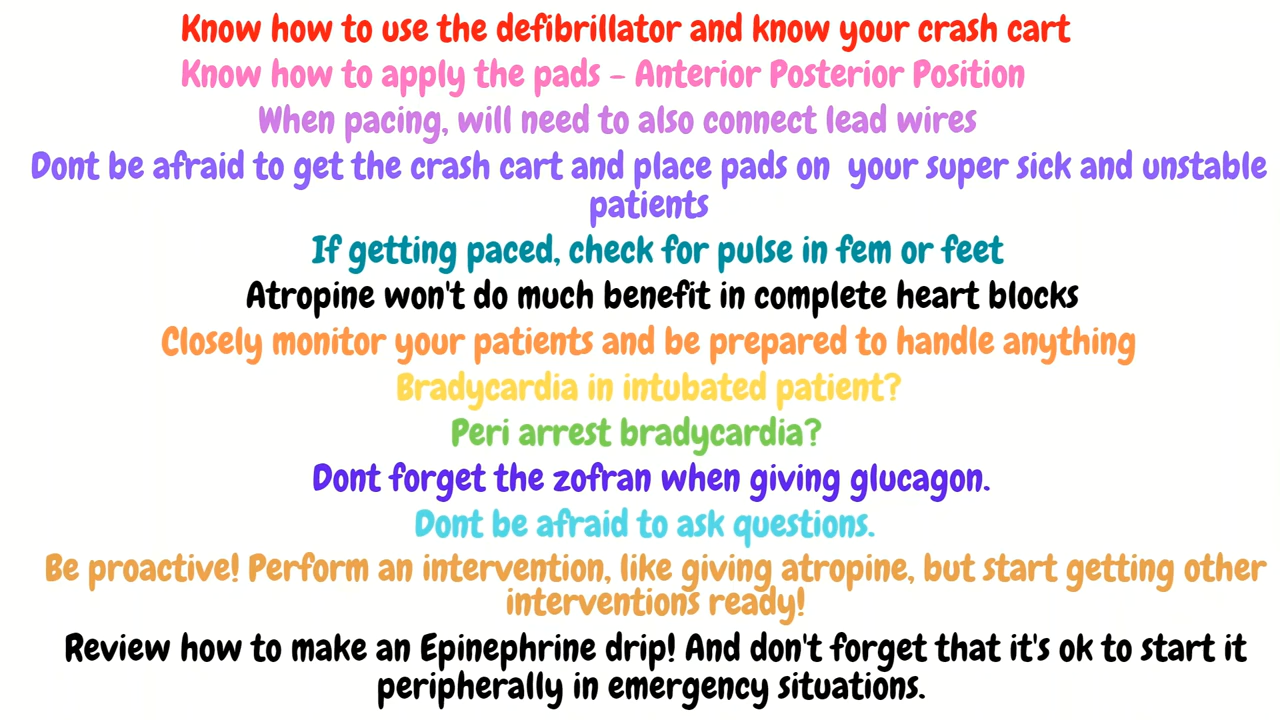 Know how to use the defibrillator and know your crash cart
Know how to apply the pads - Anterior Posterior Position
When pacing, will need to also connect lead wires
Dont be afraid to get the crash cart and place pads on your super sick and unstable
patients
If getting paced, check for pulse in fem or feet
Atropine won't do much benefit in complete heart blocks
Closely monitor your patients and be prepared to handle anything
Bradycardia in intubated patient?
Peri arrest bradycardia?
Dont forget the zofran when giving glucagon.
Dont be afraid to ask questions.
Be proactive! Perform an intervention, like giving atropine, but start getting other
interventions ready!
Review how to make an Epinephrine drip! And don't forget that it's ok to start it
peripherally in emergency situations.